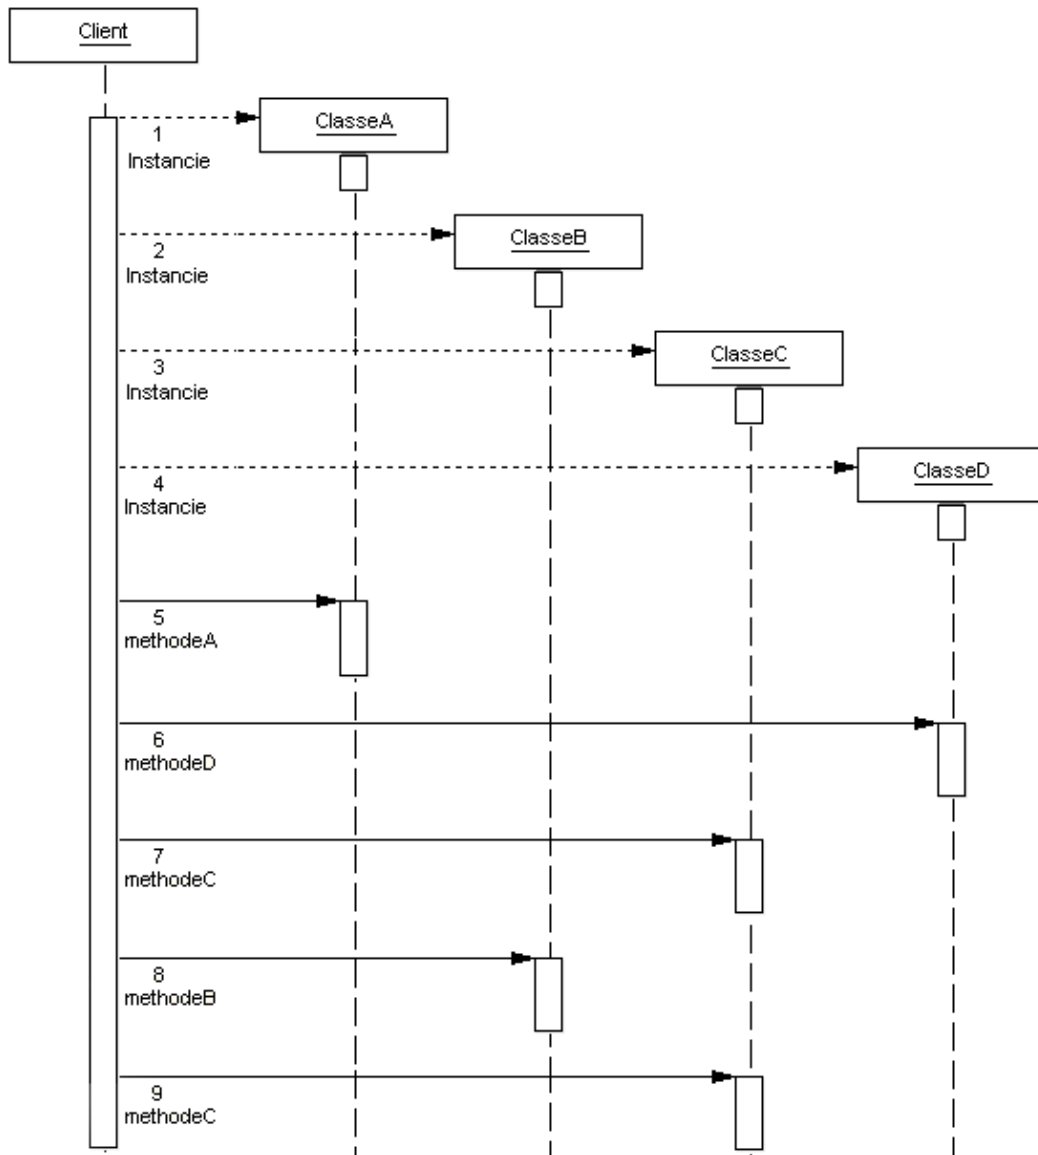 Client
ClasseA
1
Instancie
ClasseB
2
Instancie
ClasseC
3
Instancie
ClasseD
4
Instancie
5
methodeA
6
methodeD
7
methodeC
8
methodeB
9
methodeC